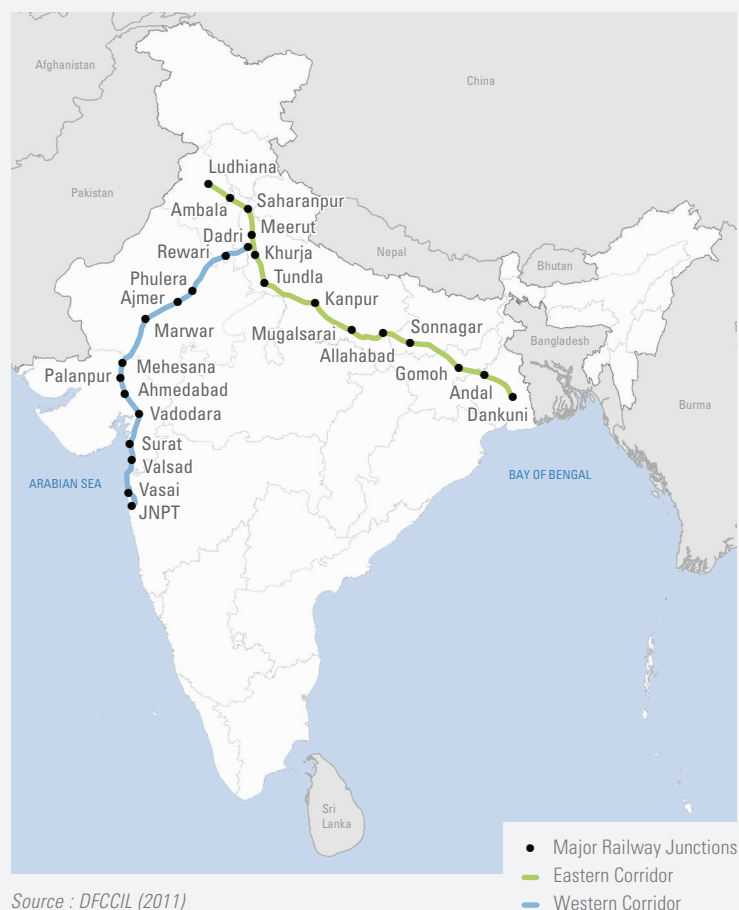 Afghanistan
China
Pakistan
Ludhiana
Ambala
Saharanpur
Meerut
Dadri
Rewari
Khurja
Nepal
Bhutan
Tundla
Phulera
Ajmer
Kanpur
Marwar
Mugalsarai
Sonnagar
Allahabad
Bangladesh
Mehesana
Palanpur
Gomoh
Ahmedabad
Andal
Burma
Vadodara
Dankuni
Surat
Valsad
BAY OF BENGAL
ARABIAN SEA
Vasai
JNPT
Sri
Lanka
Major Railway Junctions
Eastern Corridor
Western Corridor
Source : DFCCIL (2011)